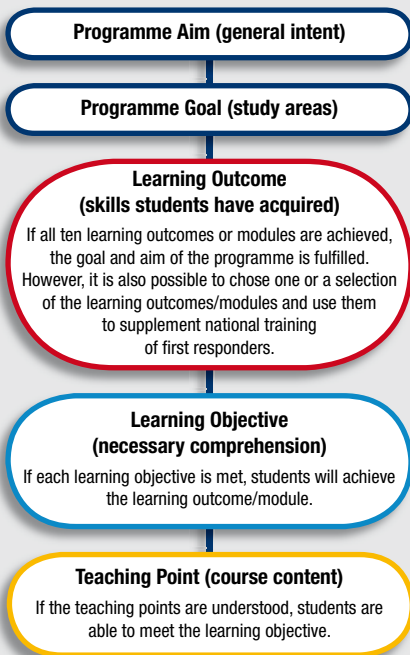 Programme Aim (general intent)
Programme Goal (study areas)
Learning Outcome
(skills students have acquired)
If all ten learning outcomes or modules are achieved,
the goal and aim of the programme is fulfilled.
However, it is also possible to chose one or a selection
of the learning outcomes/modules and use them
to supplement national training
of first responders.
Learning Objective
(necessary comprehension)
If each learning objective is met, students will achieve
the learning outcome/module.
Teaching Point (course content)
If the teaching points are understood, students are
able to meet the learning objective.